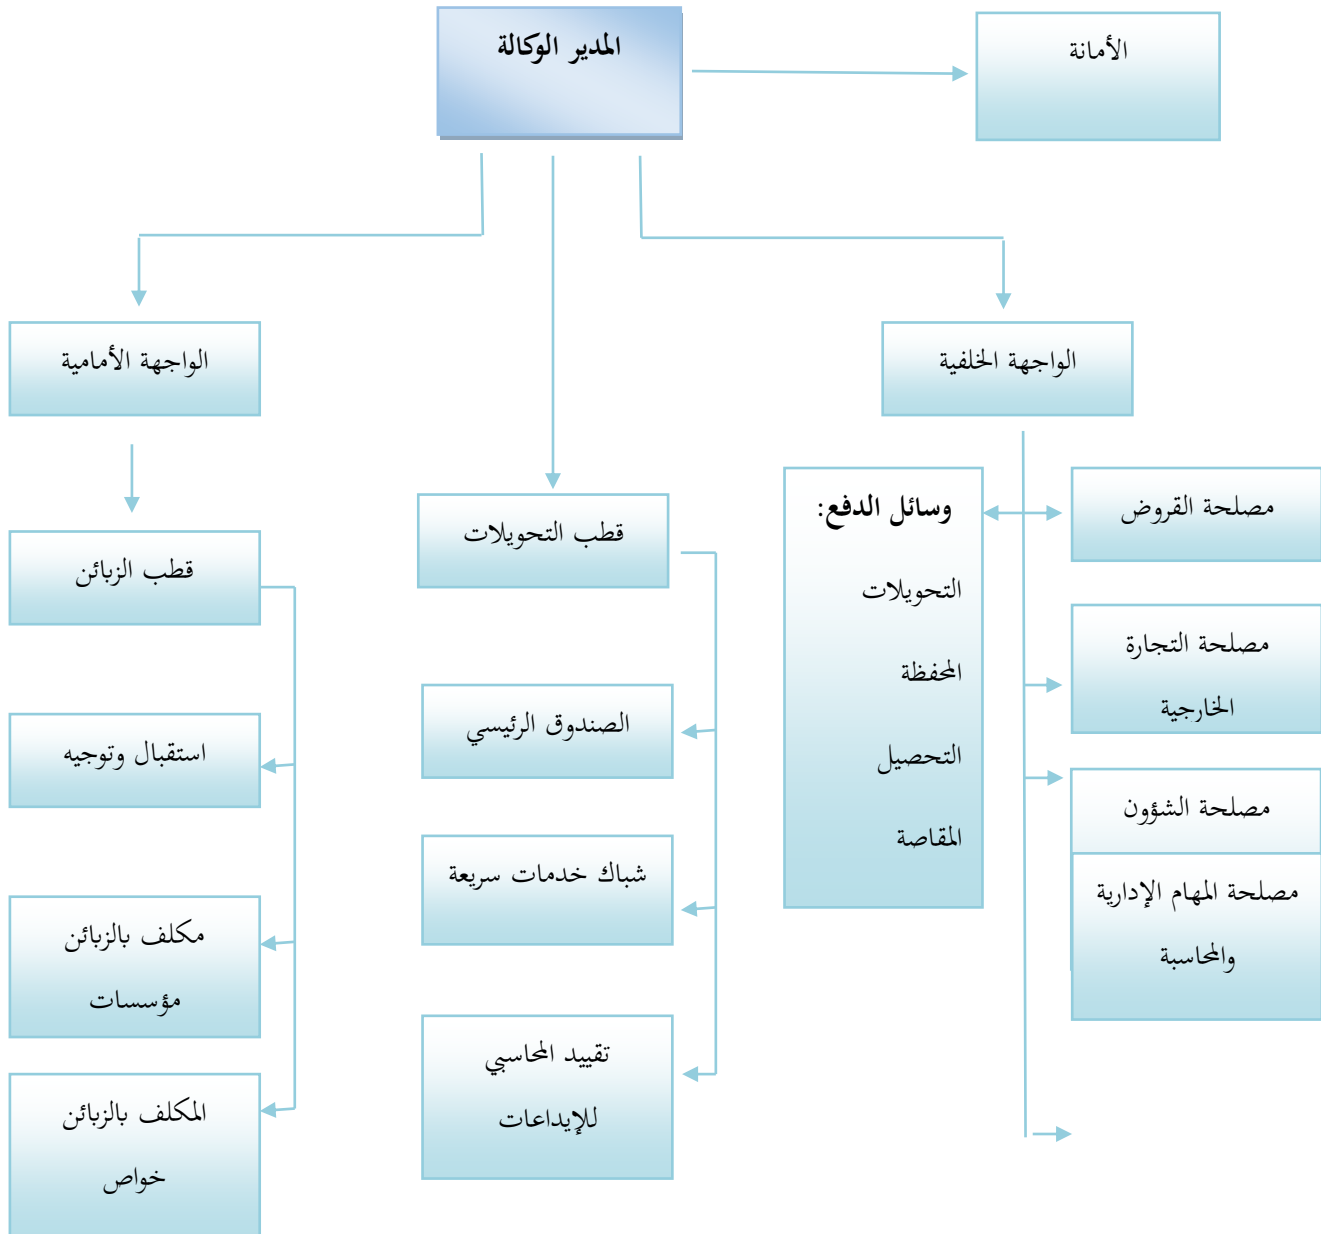 المدير الوكالة
الأمانة
الواجهة الخلفية
الواجهة الأمامية
مصلحة القروض
مصلحة التجارة
الخارجية
مصلحة الشؤون
مصلحة المهام الإدارية
والمحاسبة
وسائل الدفع:
التحويلات
المحفظة
التحصيل
المقاصة
قطب التحويلات
الصندوق الرئيسي
شباك خدمات سريعة
تقييد المحاسبي
للإيداعات
قطب الزبائن
استقبال وتوجيه
مكلف بالزبائن
مؤسسات
المكلف بالزبائن
خواص